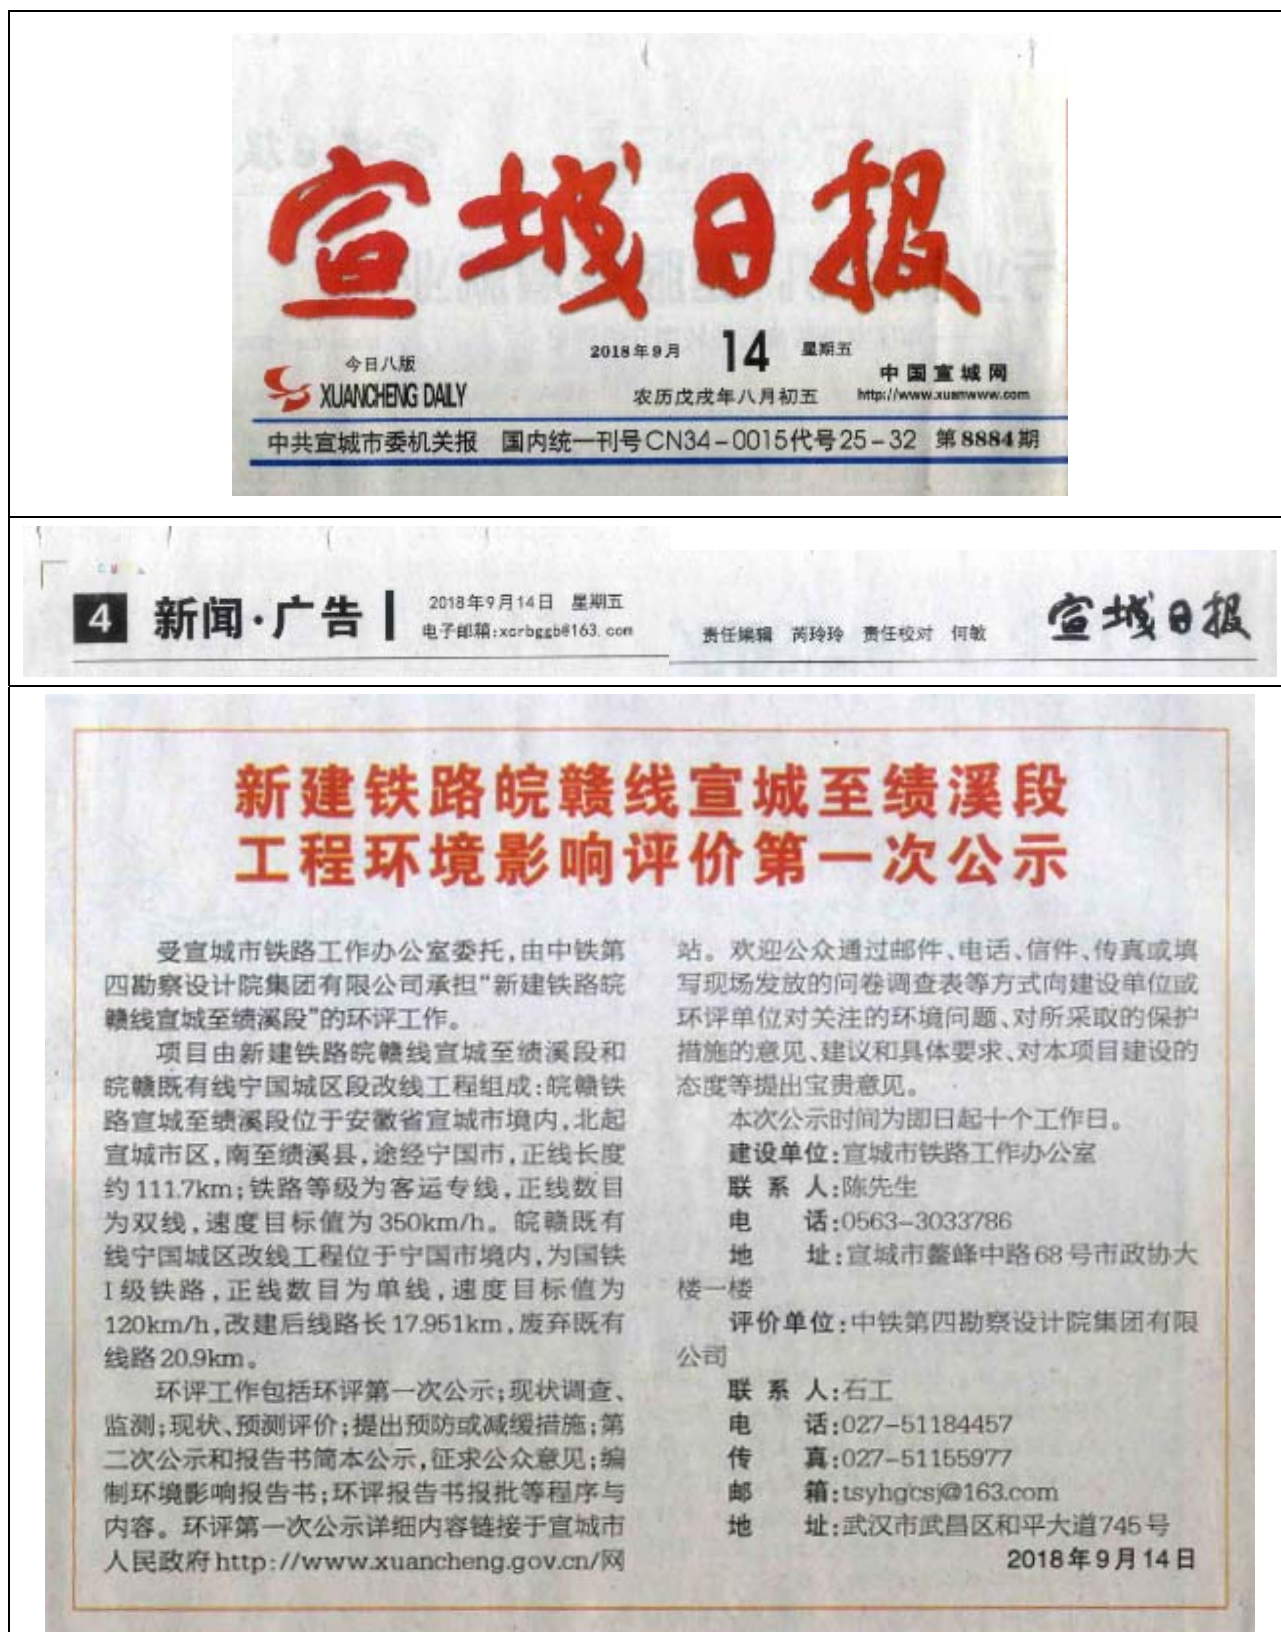 宣城日报
今日八版
XUANCHENG DAILY
2018年9月 14 星期五
农历戊戌年八月初五
中国宣城网
http://www.xuanwww.com
中共宣城市委机关报 国内统一刊号CN34-0015代号25-32 第8884期
4 新闻·广告
2018年9月14日 星期五
电子邮箱:xcrbggb@163.com
责任编辑 芮玲玲 责任校对 何敏
宣城日报
新建铁路皖赣线宣城至绩溪段
工程环境影响评价第一次公示
受宣城市铁路工作办公室委托,由中铁第
四勘察设计院集团有限公司承担“新建铁路皖
赣线宣城至绩溪段”的环评工作。
项目由新建铁路皖赣线宣城至绩溪段和
皖赣既有线宁国城区段改线工程组成:皖赣铁
路宣城至绩溪段位于安徽省宣城市境内,北起
宣城市区,南至绩溪县,途经宁国市,正线长度
约111.7km;铁路等级为客运专线,正线数目
为双线,速度目标值为350km/h。皖赣既有
线宁国城区改线工程位于宁国市境内,为国铁
I级铁路,正线数目为单线,速度目标值为
120km/h,改建后线路长17.951km,废弃既有
线路20.9km。
环评工作包括环评第一次公示;现状调查、
监测;现状、预测评价;提出预防或减缓措施;第
二次公示和报告书简本公示,征求公众意见;编
制环境影响报告书;环评报告书报批等程序与
内容。环评第一次公示详细内容链接于宣城市
人民政府http://www.xuancheng.gov.cn/网
站。欢迎公众通过邮件、电话、信件、传真或填
写现场发放的问卷调查表等方式向建设单位或
环评单位对关注的环境问题、对所采取的保护
措施的意见、建议和具体要求、对本项目建设的
态度等提出宝贵意见。
本次公示时间为即日起十个工作日。
建设单位:宣城市铁路工作办公室
联系人:陈先生
电话:0563-3033786
地址:宣城市鳌峰中路68号市政协大
楼一楼
评价单位:中铁第四勘察设计院集团有限
公司
联系人:石工
电话:027-51184457
传真:027-51155977
邮箱:tsyhgcsj@163.com
地址:武汉市武昌区和平大道745号
2018年9月14日